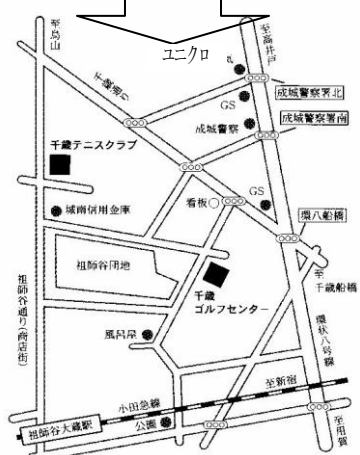 至烏山
ユニクロ
至高井戸
千歳通り
GS
成城警察署北
成城警察
成城警察署南
千歳テニスクラブ
看板
GS
城南信用金庫
環八船橋
祖師谷団地
至
千歳船橋
千歳
ゴルフセンター
祖師谷通り(商店街)
環状八号線
風呂屋
至新宿
小田急線
公園
祖師谷大蔵駅
至用賀